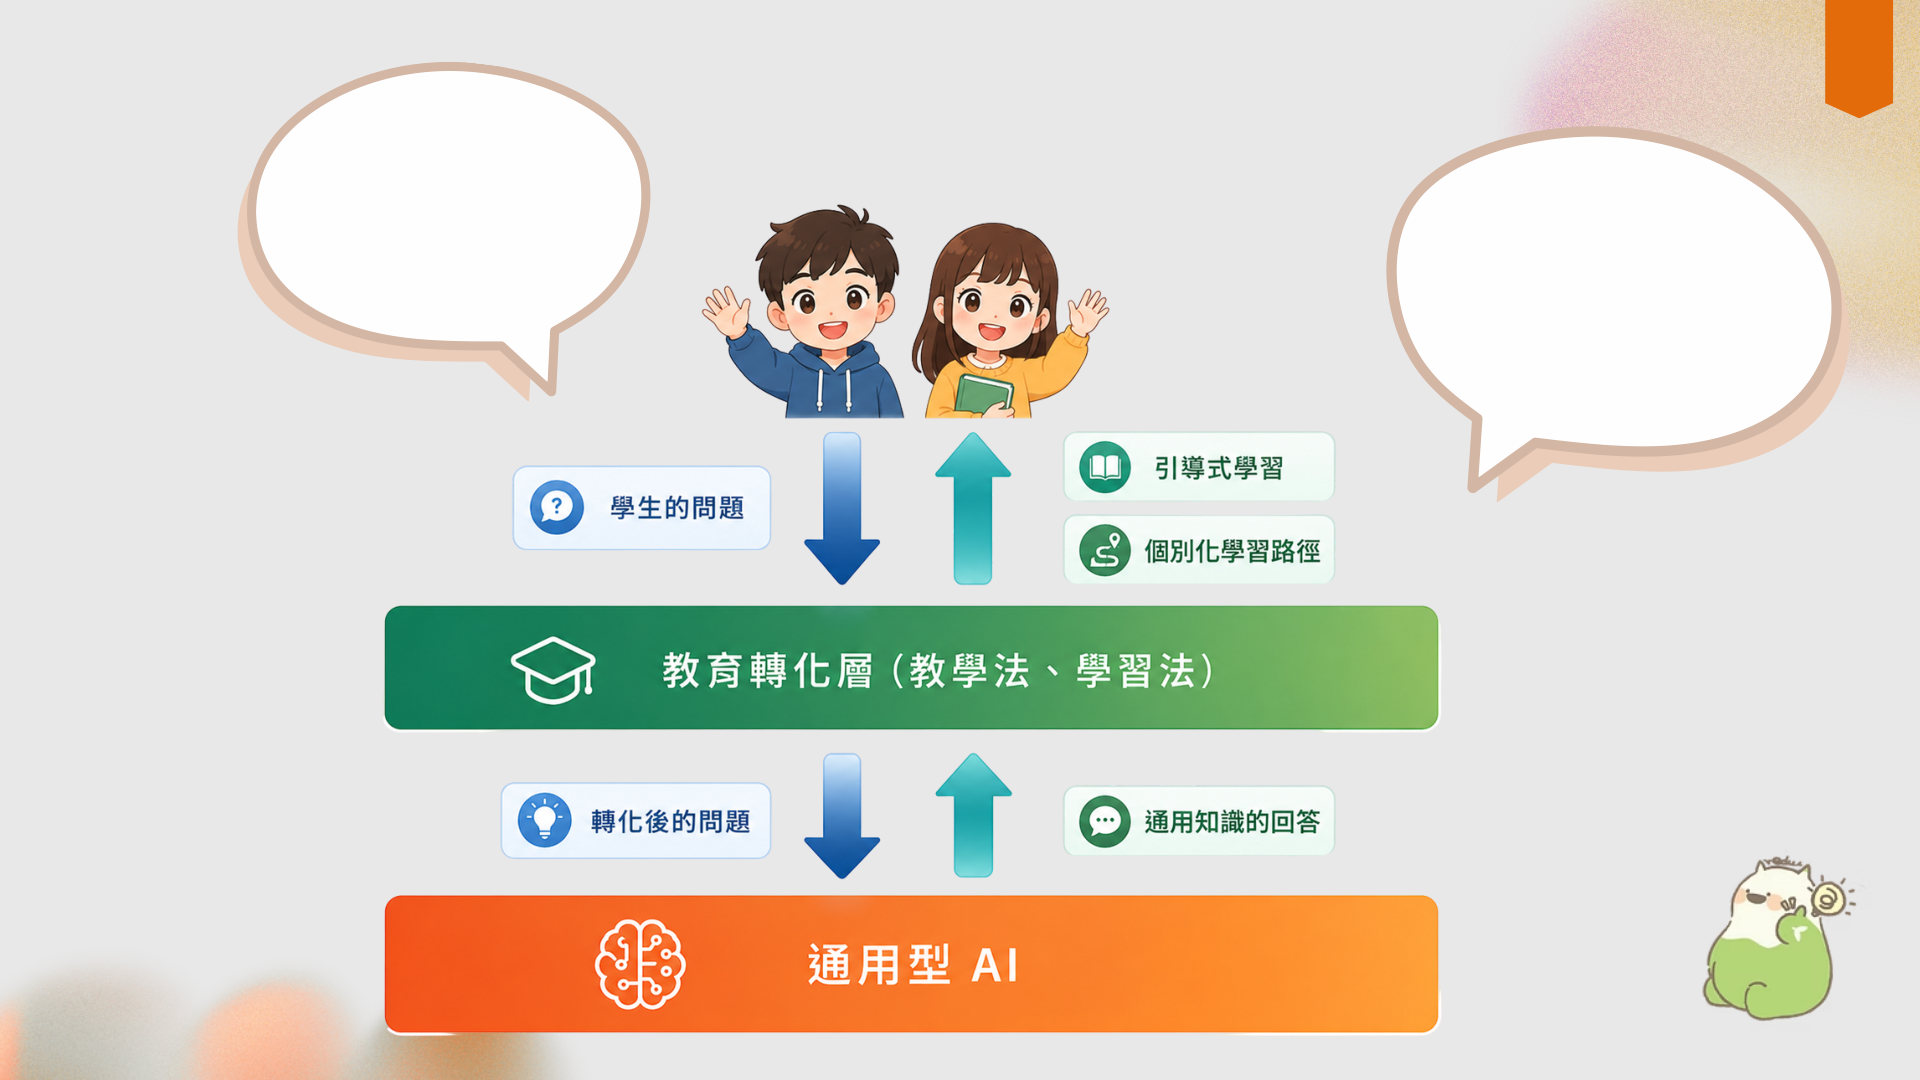 學生的問題
引導式學習
個別化學習路徑
教育轉化層（教學法、學習法）
轉化後的問題
通用知識的回答
通用型 AI